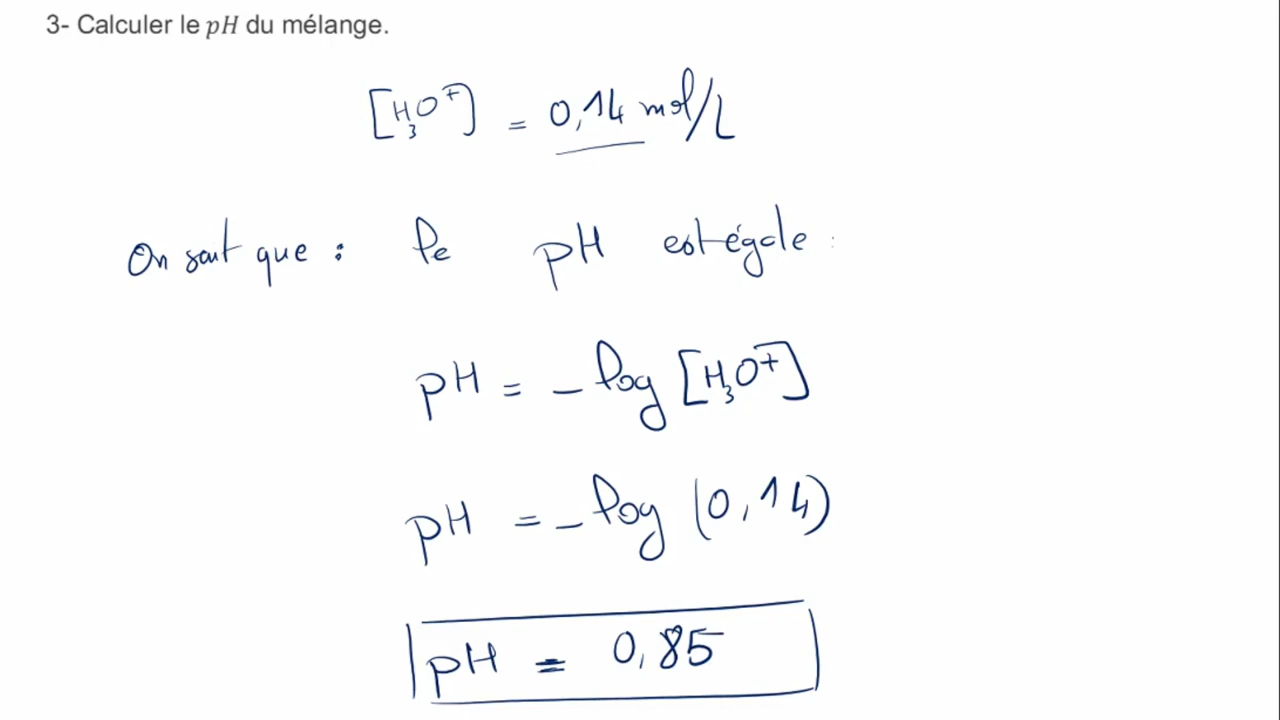 3- Calculer le pH du mélange.
[H₃O⁺] = 0,14 mol/L
On sait que : le pH est égale :
pH = - log [H₃O⁺]
pH = - log (0,14)
pH = 0,85